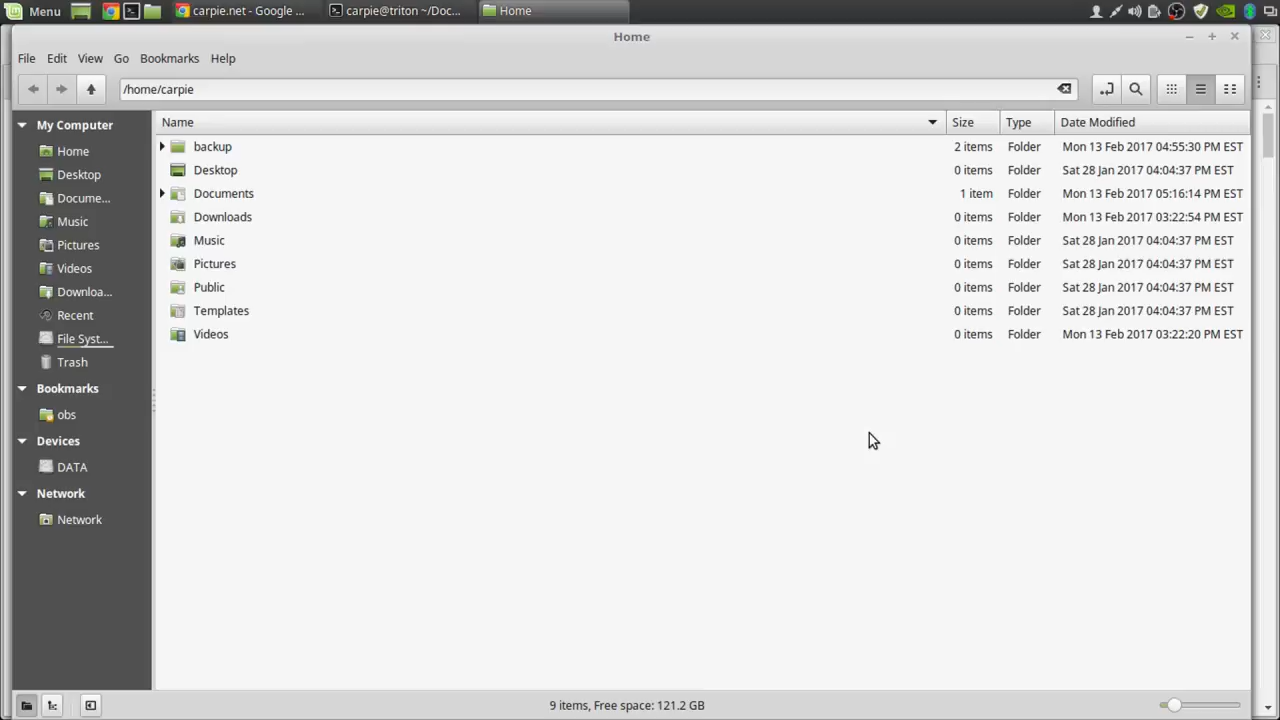 Menu carpie.net - Google ... carpie@triton ~/Doc... Home
Home
File Edit View Go Bookmarks Help
/home/carpie
My Computer
Home
Desktop
Docume...
Music
Pictures
Videos
Downloa...
Recent
File Syst...
Trash
Bookmarks
obs
Devices
DATA
Network
Network
Name Size Type Date Modified
backup 2 items Folder Mon 13 Feb 2017 04:55:30 PM EST
Desktop 0 items Folder Sat 28 Jan 2017 04:04:37 PM EST
Documents 1 item Folder Mon 13 Feb 2017 05:16:14 PM EST
Downloads 0 items Folder Mon 13 Feb 2017 03:22:54 PM EST
Music 0 items Folder Sat 28 Jan 2017 04:04:37 PM EST
Pictures 0 items Folder Sat 28 Jan 2017 04:04:37 PM EST
Public 0 items Folder Sat 28 Jan 2017 04:04:37 PM EST
Templates 0 items Folder Sat 28 Jan 2017 04:04:37 PM EST
Videos 0 items Folder Mon 13 Feb 2017 03:22:20 PM EST
9 items, Free space: 121.2 GB